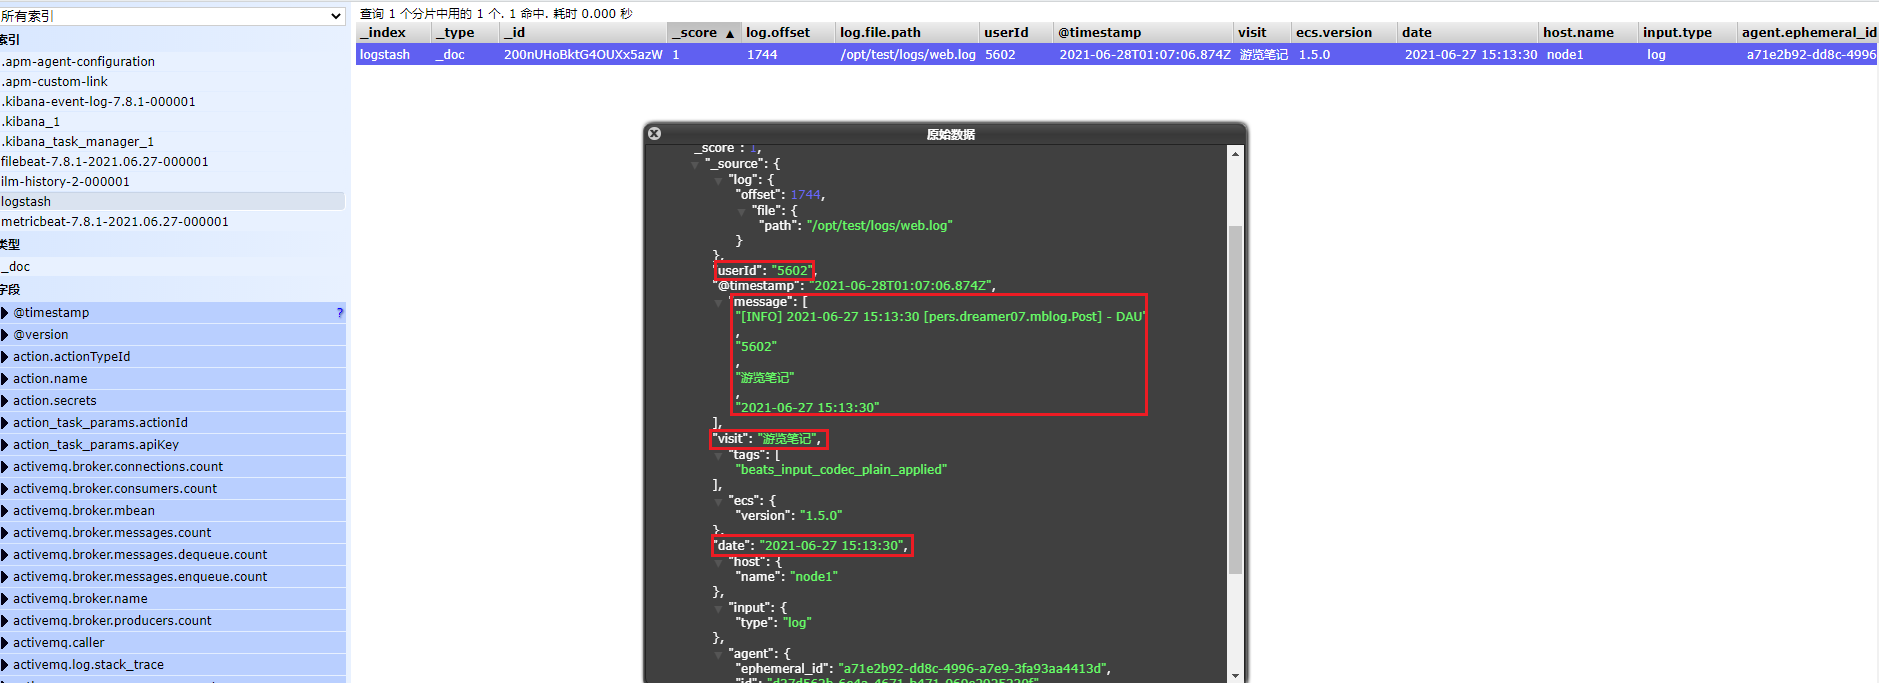 所有索引
索引
.apm-agent-configuration
.apm-custom-link
.kibana-event-log-7.8.1-000001
.kibana_1
.kibana_task_manager_1
filebeat-7.8.1-2021.06.27-000001
ilm-history-2-000001
logstash
metricbeat-7.8.1-2021.06.27-000001
类型
_doc
字段
@timestamp ?
@version
action.actionTypeId
action.name
action.secrets
action_task_params.actionId
action_task_params.apiKey
activemq.broker.connections.count
activemq.broker.consumers.count
activemq.broker.mbean
activemq.broker.messages.count
activemq.broker.messages.dequeue.count
activemq.broker.messages.enqueue.count
activemq.broker.name
activemq.broker.producers.count
activemq.caller
activemq.log.stack_trace
查询 1 个分片中用的 1 个. 1 命中. 耗时 0.000 秒
_index _type _id _score ▲ log.offset log.file.path userId @timestamp visit ecs.version date host.name input.type agent.ephemeral_id
logstash _doc 200nUHoBktG4OUXx5azW 1 1744 /opt/test/logs/web.log 5602 2021-06-28T01:07:06.874Z 游览笔记 1.5.0 2021-06-27 15:13:30 node1 log a71e2b92-dd8c-4996
原始数据
_score : 1,
"_source": {
"log": {
"offset": 1744,
"file": {
"path": "/opt/test/logs/web.log"
}
},
"userId": "5602",
"@timestamp": "2021-06-28T01:07:06.874Z",
"message": [
"[INFO] 2021-06-27 15:13:30 [pers.dreamer07.mblog.Post] - DAU"
,
"5602"
,
"游览笔记"
,
"2021-06-27 15:13:30"
],
"visit": "游览笔记",
"tags": [
"beats_input_codec_plain_applied"
],
"ecs": {
"version": "1.5.0"
},
"date": "2021-06-27 15:13:30",
"host": {
"name": "node1"
},
"input": {
"type": "log"
},
"agent": {
"ephemeral_id": "a71e2b92-dd8c-4996-a7e9-3fa93aa4413d",